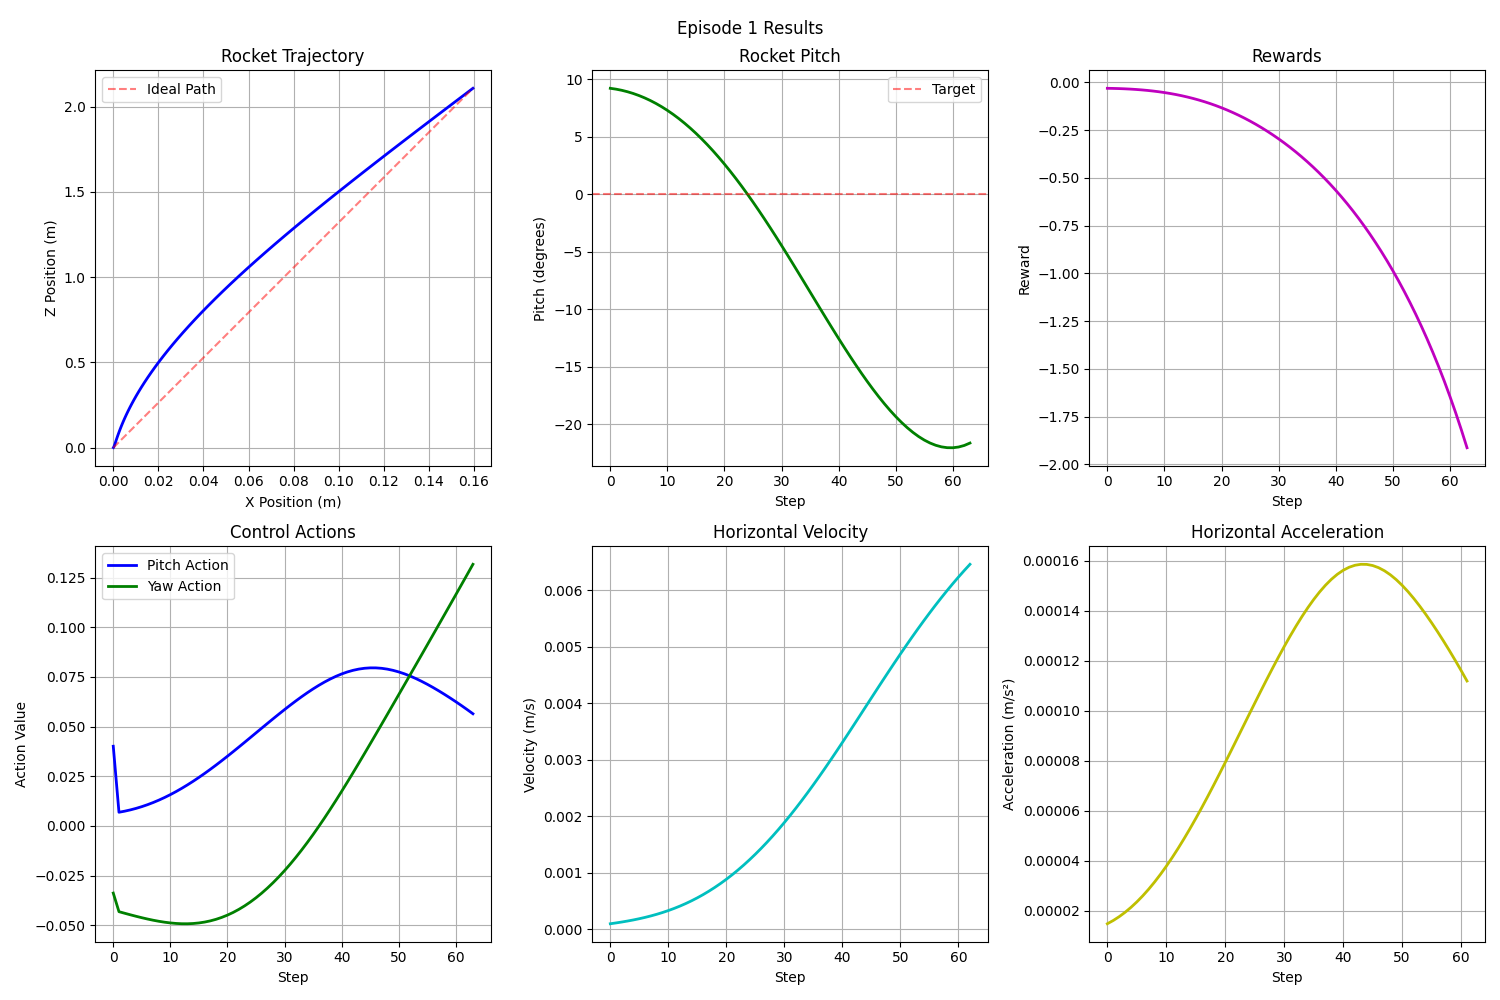 Episode 1 Results
Rocket Trajectory
Ideal Path
2.0
1.5
1.0
0.5
0.0
Z Position (m)
0.00 0.02 0.04 0.06 0.08 0.10 0.12 0.14 0.16
X Position (m)
Rocket Pitch
Target
10
5
0
−5
−10
−15
−20
Pitch (degrees)
0 10 20 30 40 50 60
Step
Rewards
0.00
−0.25
−0.50
−0.75
−1.00
−1.25
−1.50
−1.75
−2.00
Reward
0 10 20 30 40 50 60
Step
Control Actions
Pitch Action
Yaw Action
0.125
0.100
0.075
0.050
0.025
0.000
−0.025
−0.050
Action Value
0 10 20 30 40 50 60
Step
Horizontal Velocity
0.006
0.005
0.004
0.003
0.002
0.001
0.000
Velocity (m/s)
0 10 20 30 40 50 60
Step
Horizontal Acceleration
0.00016
0.00014
0.00012
0.00010
0.00008
0.00006
0.00004
0.00002
Acceleration (m/s²)
0 10 20 30 40 50 60
Step